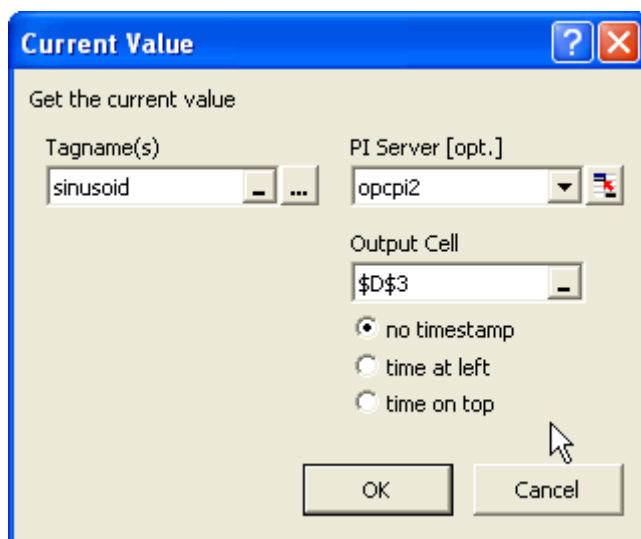 Current Value
Get the current value
Tagname(s)
PI Server [opt.]
sinusoid
...
opcpi2
Output Cell
$D$3
no timestamp
time at left
time on top
OK
Cancel